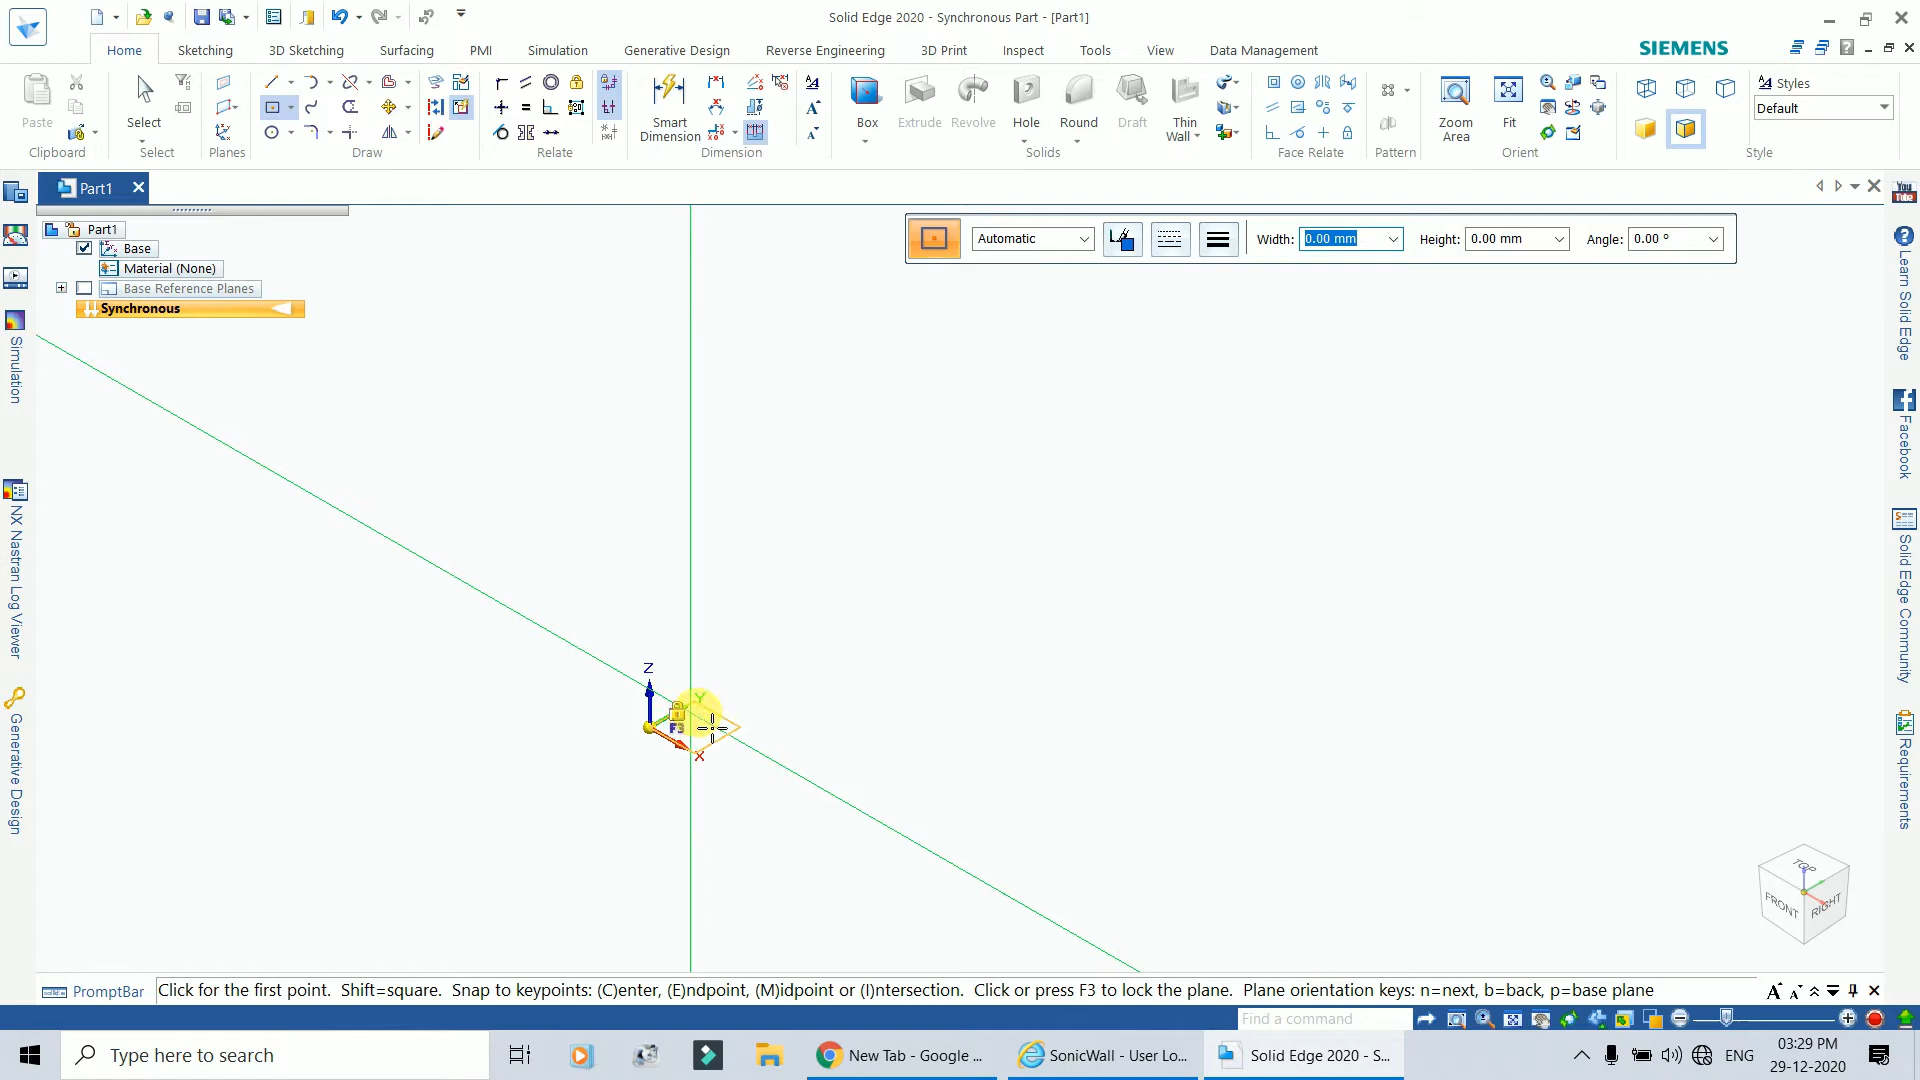 Solid Edge 2020 - Synchronous Part - [Part1]
Home Sketching 3D Sketching Surfacing PMI Simulation Generative Design Reverse Engineering 3D Print Inspect Tools View Data Management
SIEMENS
Paste
Clipboard
Select
Select
Planes
Draw
Relate
Smart Dimension
Dimension
Box Extrude Revolve Hole Round Draft Thin Wall
Solids
Face Relate
Pattern
Zoom Area
Fit
Orient
Styles
Default
Style
Part1
Part1
Base
Material (None)
Base Reference Planes
Synchronous
Automatic
Width: 0.00 mm Height: 0.00 mm Angle: 0.00 °
Simulation
NX Nastran Log Viewer
Generative Design
You Tube
Learn Solid Edge
Facebook
Solid Edge Community
Requirements
Z
Y
F3
X
TOP
FRONT
RIGHT
PromptBar
Click for the first point. Shift=square. Snap to keypoints: (C)enter, (E)ndpoint, (M)idpoint or (I)ntersection. Click or press F3 to lock the plane. Plane orientation keys: n=next, b=back, p=base plane
Find a command
Type here to search
New Tab - Google ...
SonicWall - User Lo...
Solid Edge 2020 - S...
ENG
03:29 PM
29-12-2020